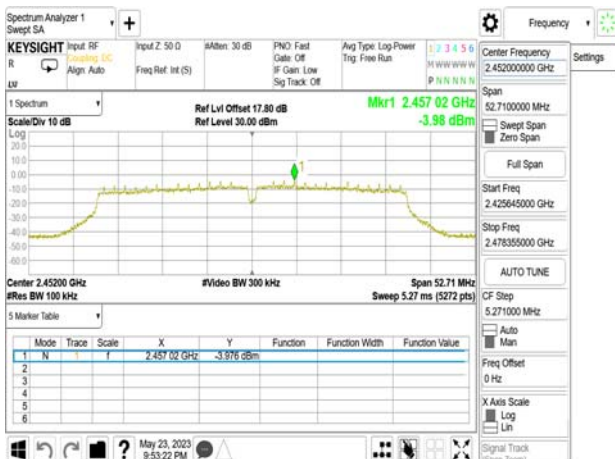 Spectrum Analyzer 1
Swept SA
+
Frequency
KEYSIGHT
R
Input: RF
Coupling: DC
Align: Auto
Input Z: 50 Ω
Freq Ref: Int (S)
#Atten: 30 dB
PNO: Fast
Gate: Off
IF Gain: Low
Sig Track: Off
Avg Type: Log-Power
Trig: Free Run
1 2 3 4 5 6
M W W W W W
P N N N N N
1 Spectrum
Scale/Div 10 dB
Ref Lvl Offset 17.80 dB
Ref Level 30.00 dBm
Mkr1 2.457 02 GHz
-3.98 dBm
Log
20.0
10.0
0.00
-10.0
-20.0
-30.0
-40.0
-50.0
-60.0
1
Center 2.45200 GHz
#Res BW 100 kHz
#Video BW 300 kHz
Span 52.71 MHz
Sweep 5.27 ms (5272 pts)
5 Marker Table
Mode Trace Scale X Y Function Function Width Function Value
1 N 1 f 2.457 02 GHz -3.976 dBm
2
3
4
5
6
May 23, 2023
9:53:22 PM
Center Frequency
2.452000000 GHz
Settings
Span
52.7100000 MHz
Swept Span
Zero Span
Full Span
Start Freq
2.425645000 GHz
Stop Freq
2.478355000 GHz
AUTO TUNE
CF Step
5.271000 MHz
Auto
Man
Freq Offset
0 Hz
X Axis Scale
Log
Lin
Signal Track